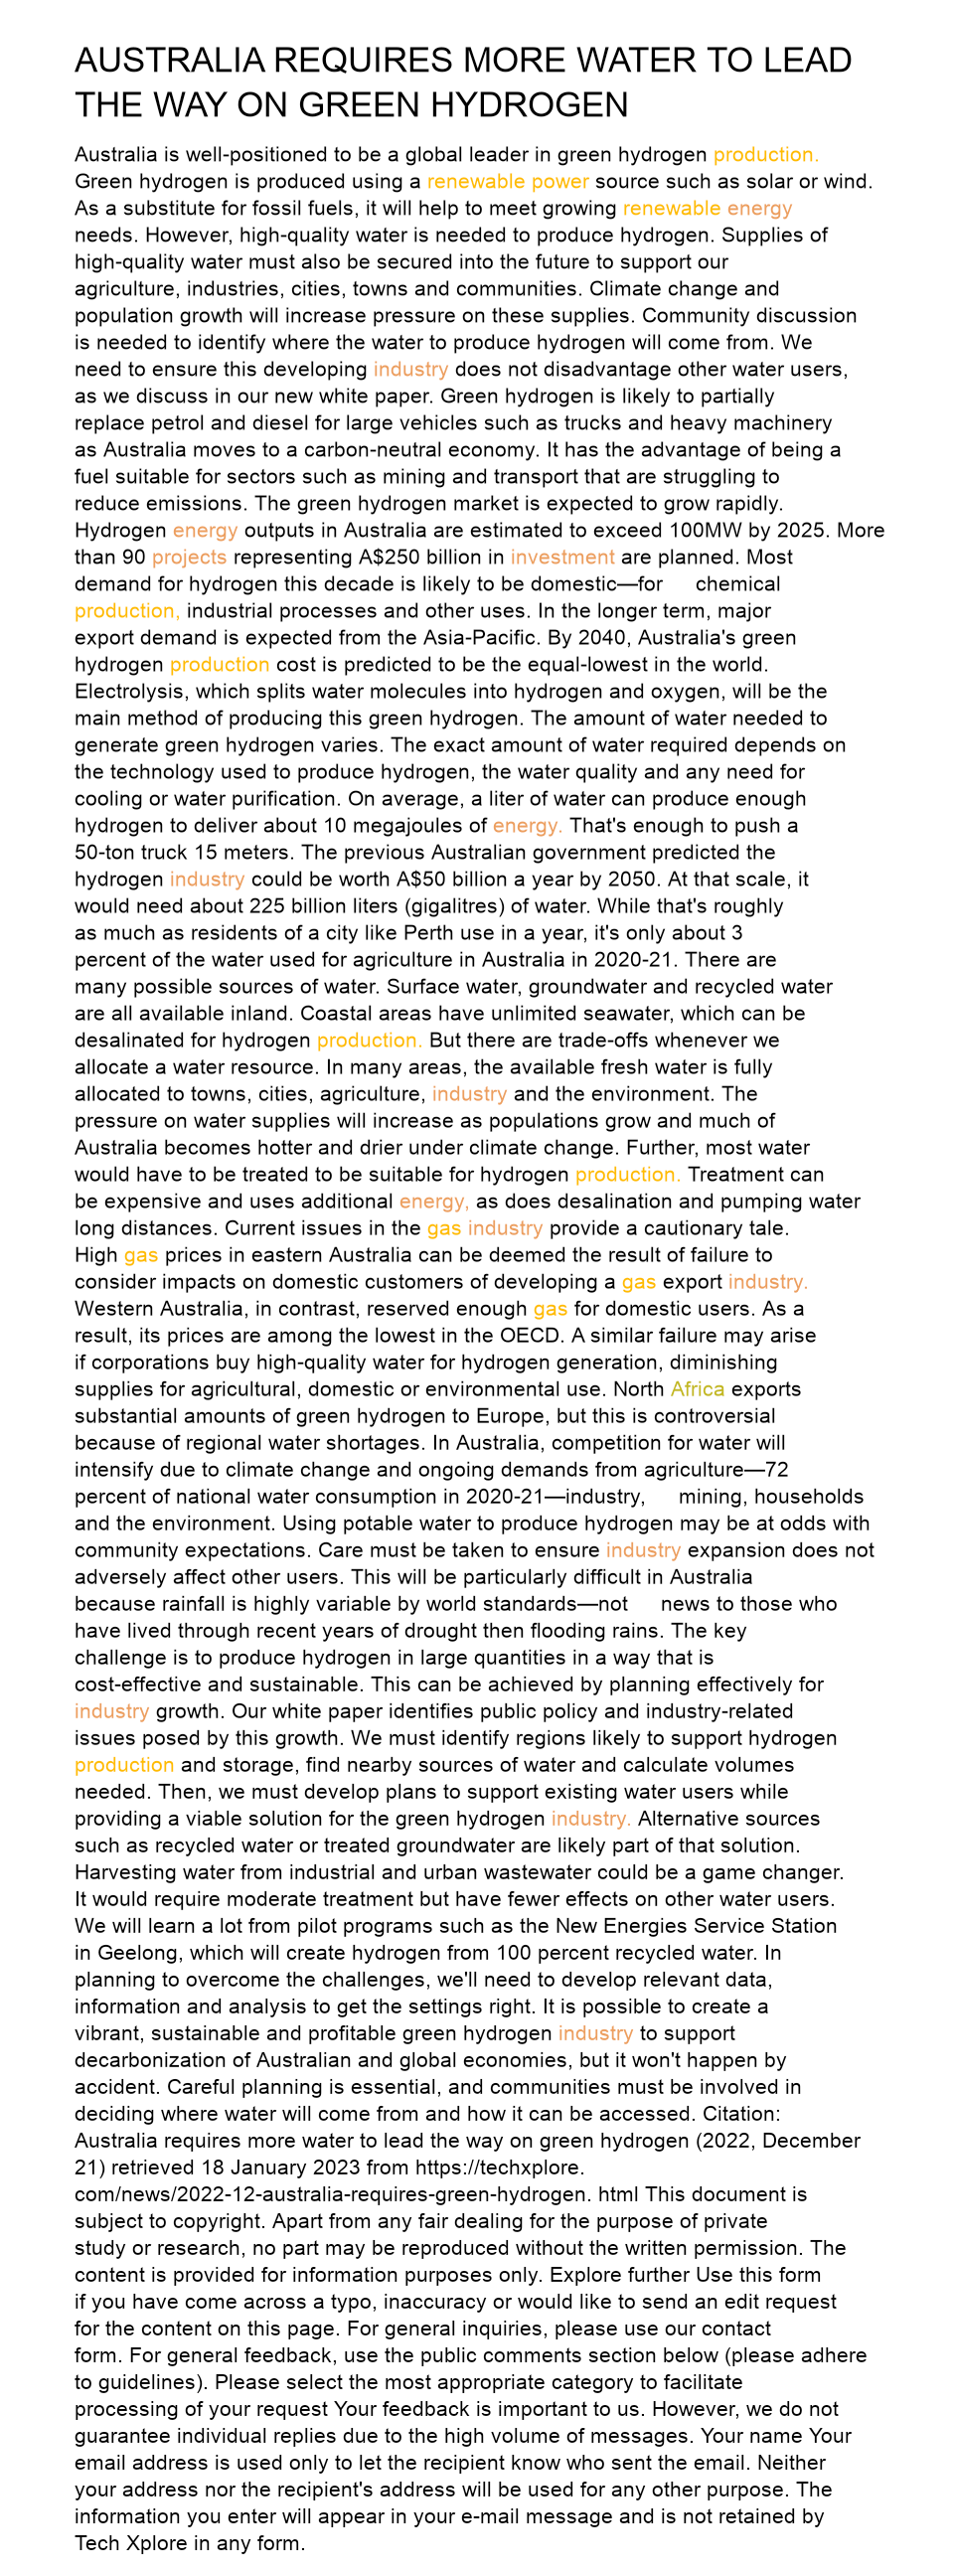 AUSTRALIA REQUIRES MORE WATER TO LEAD
THE WAY ON GREEN HYDROGEN
Australia is well-positioned to be a global leader in green hydrogen production.
Green hydrogen is produced using a renewable power source such as solar or wind.
As a substitute for fossil fuels, it will help to meet growing renewable energy
needs. However, high-quality water is needed to produce hydrogen. Supplies of
high-quality water must also be secured into the future to support our
agriculture, industries, cities, towns and communities. Climate change and
population growth will increase pressure on these supplies. Community discussion
is needed to identify where the water to produce hydrogen will come from. We
need to ensure this developing industry does not disadvantage other water users,
as we discuss in our new white paper. Green hydrogen is likely to partially
replace petrol and diesel for large vehicles such as trucks and heavy machinery
as Australia moves to a carbon-neutral economy. It has the advantage of being a
fuel suitable for sectors such as mining and transport that are struggling to
reduce emissions. The green hydrogen market is expected to grow rapidly.
Hydrogen energy outputs in Australia are estimated to exceed 100MW by 2025. More
than 90 projects representing A$250 billion in investment are planned. Most
demand for hydrogen this decade is likely to be domestic—for chemical
production, industrial processes and other uses. In the longer term, major
export demand is expected from the Asia-Pacific. By 2040, Australia's green
hydrogen production cost is predicted to be the equal-lowest in the world.
Electrolysis, which splits water molecules into hydrogen and oxygen, will be the
main method of producing this green hydrogen. The amount of water needed to
generate green hydrogen varies. The exact amount of water required depends on
the technology used to produce hydrogen, the water quality and any need for
cooling or water purification. On average, a liter of water can produce enough
hydrogen to deliver about 10 megajoules of energy. That's enough to push a
50-ton truck 15 meters. The previous Australian government predicted the
hydrogen industry could be worth A$50 billion a year by 2050. At that scale, it
would need about 225 billion liters (gigalitres) of water. While that's roughly
as much as residents of a city like Perth use in a year, it's only about 3
percent of the water used for agriculture in Australia in 2020-21. There are
many possible sources of water. Surface water, groundwater and recycled water
are all available inland. Coastal areas have unlimited seawater, which can be
desalinated for hydrogen production. But there are trade-offs whenever we
allocate a water resource. In many areas, the available fresh water is fully
allocated to towns, cities, agriculture, industry and the environment. The
pressure on water supplies will increase as populations grow and much of
Australia becomes hotter and drier under climate change. Further, most water
would have to be treated to be suitable for hydrogen production. Treatment can
be expensive and uses additional energy, as does desalination and pumping water
long distances. Current issues in the gas industry provide a cautionary tale.
High gas prices in eastern Australia can be deemed the result of failure to
consider impacts on domestic customers of developing a gas export industry.
Western Australia, in contrast, reserved enough gas for domestic users. As a
result, its prices are among the lowest in the OECD. A similar failure may arise
if corporations buy high-quality water for hydrogen generation, diminishing
supplies for agricultural, domestic or environmental use. North Africa exports
substantial amounts of green hydrogen to Europe, but this is controversial
because of regional water shortages. In Australia, competition for water will
intensify due to climate change and ongoing demands from agriculture—72
percent of national water consumption in 2020-21—industry, mining, households
and the environment. Using potable water to produce hydrogen may be at odds with
community expectations. Care must be taken to ensure industry expansion does not
adversely affect other users. This will be particularly difficult in Australia
because rainfall is highly variable by world standards—not news to those who
have lived through recent years of drought then flooding rains. The key
challenge is to produce hydrogen in large quantities in a way that is
cost-effective and sustainable. This can be achieved by planning effectively for
industry growth. Our white paper identifies public policy and industry-related
issues posed by this growth. We must identify regions likely to support hydrogen
production and storage, find nearby sources of water and calculate volumes
needed. Then, we must develop plans to support existing water users while
providing a viable solution for the green hydrogen industry. Alternative sources
such as recycled water or treated groundwater are likely part of that solution.
Harvesting water from industrial and urban wastewater could be a game changer.
It would require moderate treatment but have fewer effects on other water users.
We will learn a lot from pilot programs such as the New Energies Service Station
in Geelong, which will create hydrogen from 100 percent recycled water. In
planning to overcome the challenges, we'll need to develop relevant data,
information and analysis to get the settings right. It is possible to create a
vibrant, sustainable and profitable green hydrogen industry to support
decarbonization of Australian and global economies, but it won't happen by
accident. Careful planning is essential, and communities must be involved in
deciding where water will come from and how it can be accessed. Citation:
Australia requires more water to lead the way on green hydrogen (2022, December
21) retrieved 18 January 2023 from https://techxplore.
com/news/2022-12-australia-requires-green-hydrogen. html This document is
subject to copyright. Apart from any fair dealing for the purpose of private
study or research, no part may be reproduced without the written permission. The
content is provided for information purposes only. Explore further Use this form
if you have come across a typo, inaccuracy or would like to send an edit request
for the content on this page. For general inquiries, please use our contact
form. For general feedback, use the public comments section below (please adhere
to guidelines). Please select the most appropriate category to facilitate
processing of your request Your feedback is important to us. However, we do not
guarantee individual replies due to the high volume of messages. Your name Your
email address is used only to let the recipient know who sent the email. Neither
your address nor the recipient's address will be used for any other purpose. The
information you enter will appear in your e-mail message and is not retained by
Tech Xplore in any form.